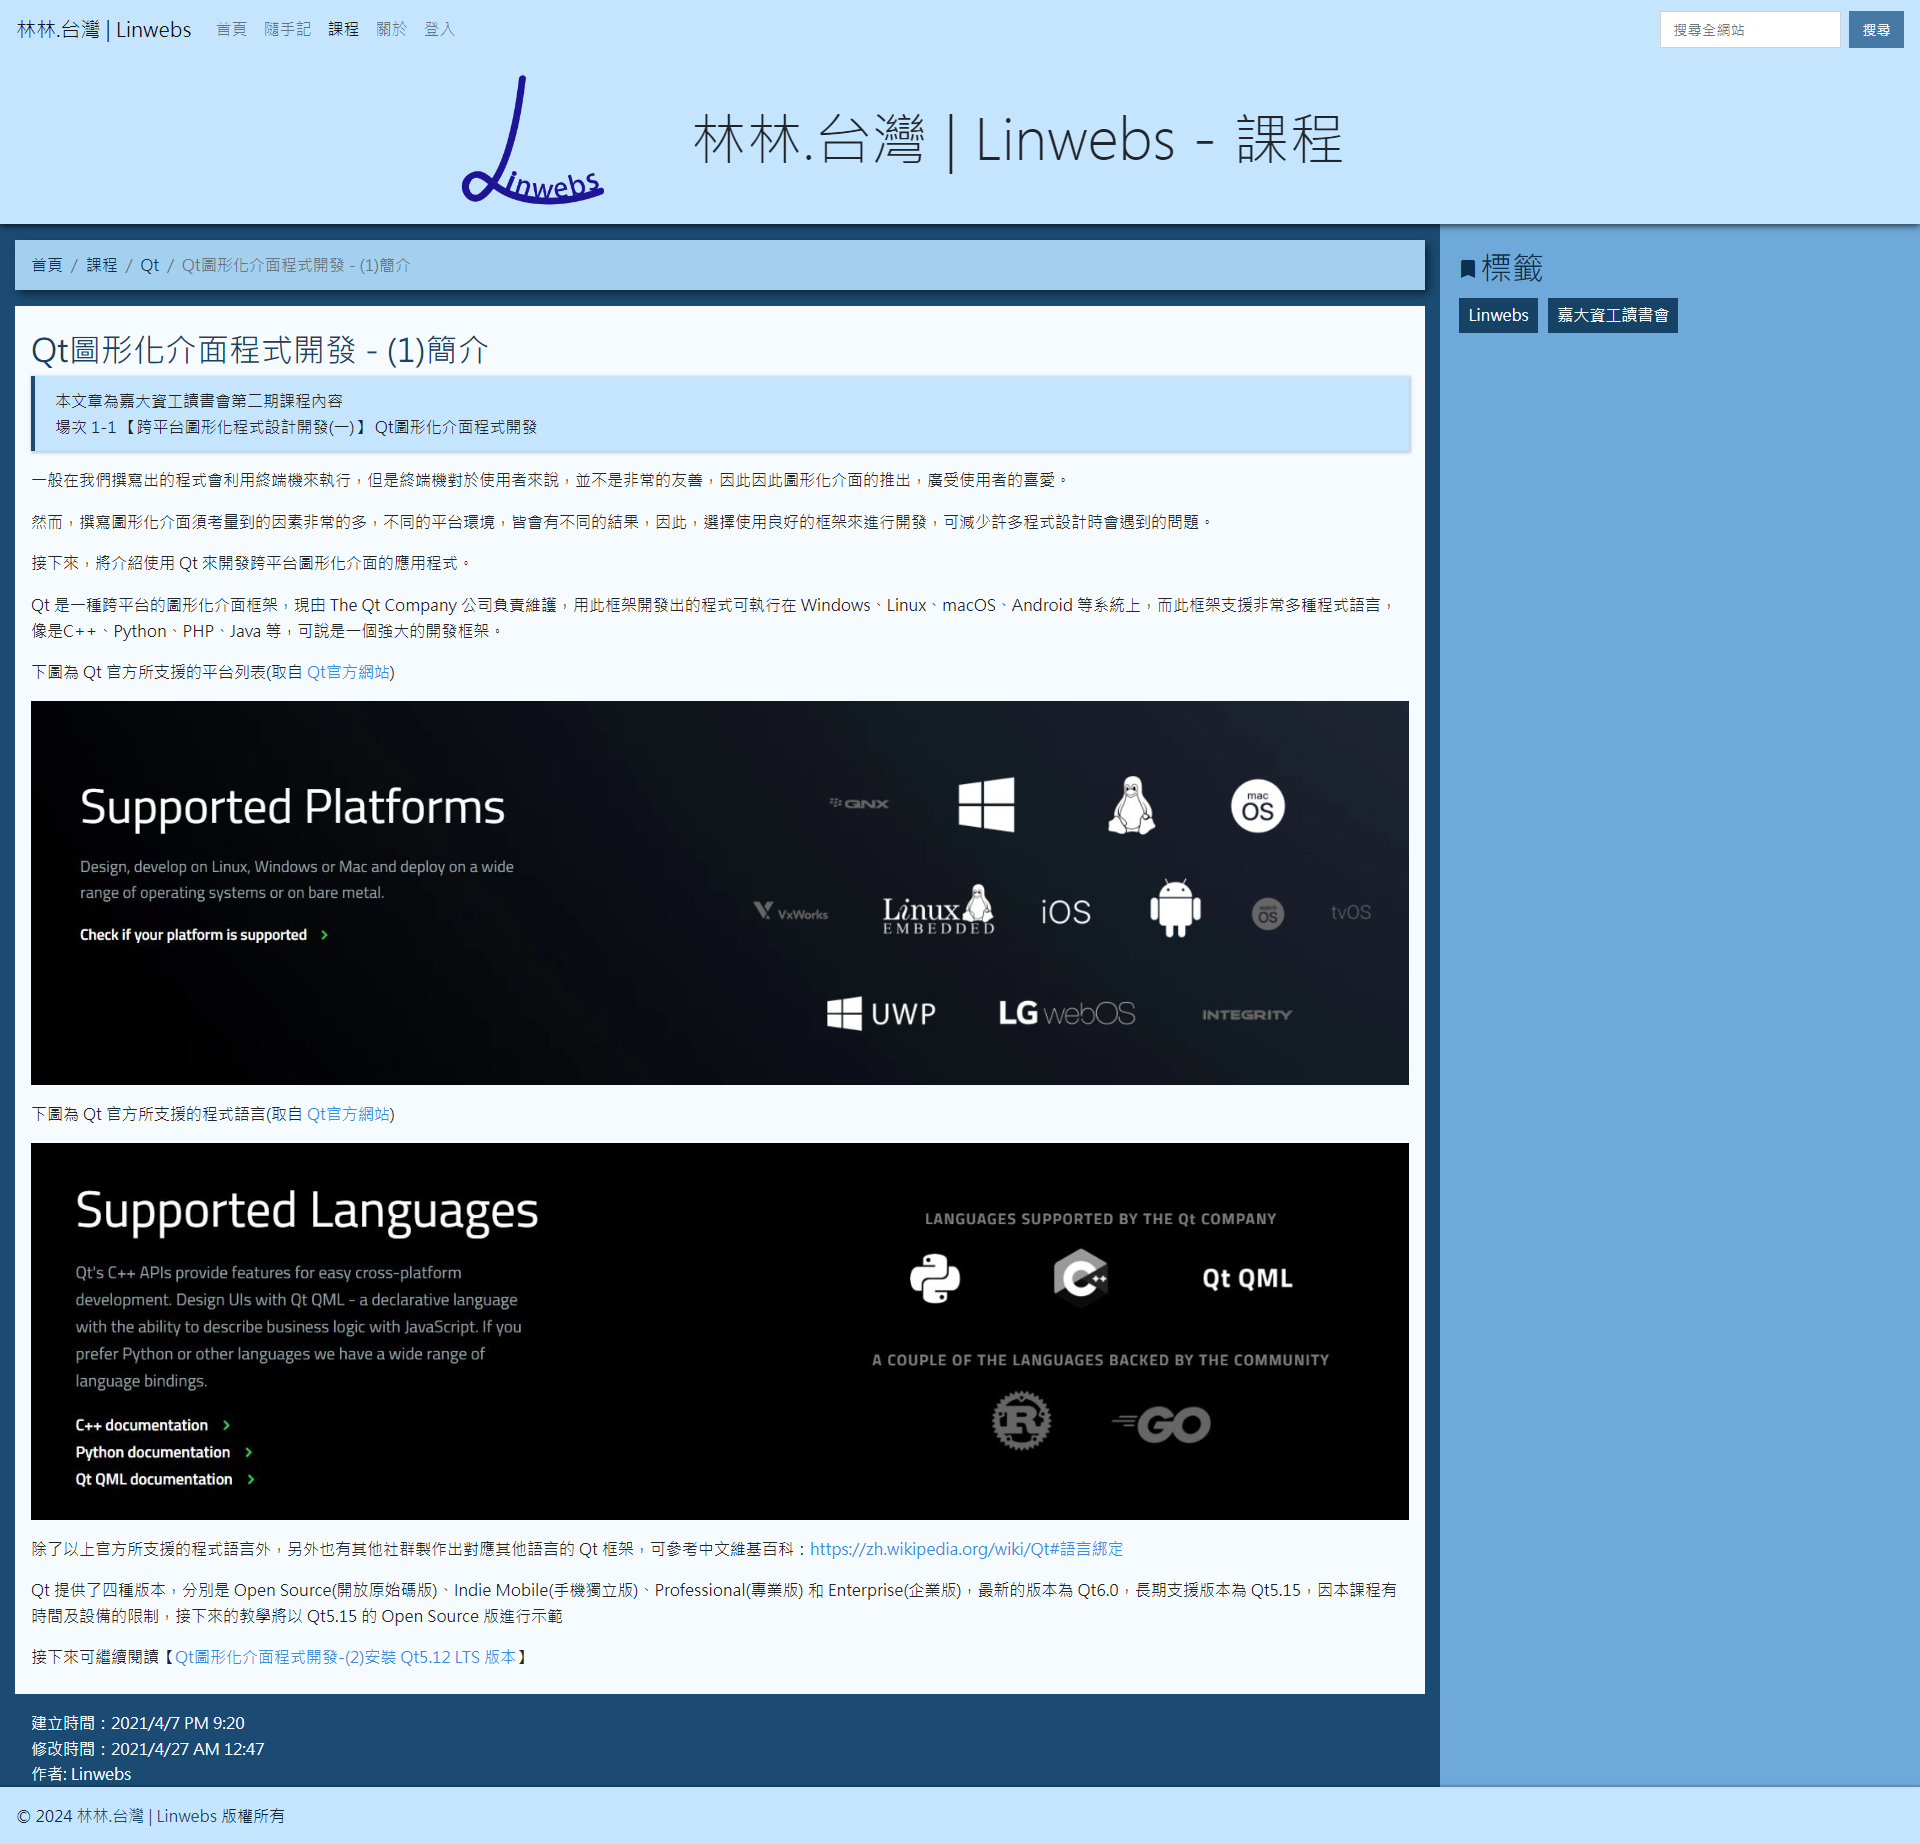 林林.台灣 | Linwebs 首頁 隨手記 課程 關於 登入 搜尋全網站 搜尋
Linwebs
林林.台灣 | Linwebs - 課程
首頁 / 課程 / Qt / Qt圖形化介面程式開發 - (1)簡介
標籤
Linwebs 嘉大資工讀書會
Qt圖形化介面程式開發 - (1)簡介
本文章為嘉大資工讀書會第二期課程內容
場次 1-1 【跨平台圖形化程式設計開發(一)】 Qt圖形化介面程式開發
一般在我們撰寫出的程式會利用終端機來執行，但是終端機對於使用者來說，並不是非常的友善，因此因此圖形化介面的推出，廣受使用者的喜愛。
然而，撰寫圖形化介面須考量到的因素非常的多，不同的平台環境，皆會有不同的結果，因此，選擇使用良好的框架來進行開發，可減少許多程式設計時會遇到的問題。
接下來，將介紹使用 Qt 來開發跨平台圖形化介面的應用程式。
Qt 是一種跨平台的圖形化介面框架，現由 The Qt Company 公司負責維護，用此框架開發出的程式可執行在 Windows、Linux、macOS、Android 等系統上，而此框架支援非常多種程式語言，
像是C++、Python、PHP、Java 等，可說是一個強大的開發框架。
下圖為 Qt 官方所支援的平台列表(取自 Qt官方網站)
Supported Platforms
Design, develop on Linux, Windows or Mac and deploy on a wide
range of operating systems or on bare metal.
Check if your platform is supported
QNX
mac OS
VxWorks Linux EMBEDDED iOS watch OS tvOS
UWP LG webOS INTEGRITY
下圖為 Qt 官方所支援的程式語言(取自 Qt官方網站)
Supported Languages
Qt's C++ APIs provide features for easy cross-platform
development. Design UIs with Qt QML - a declarative language
with the ability to describe business logic with JavaScript. If you
prefer Python or other languages we have a wide range of
language bindings.
C++ documentation
Python documentation
Qt QML documentation
LANGUAGES SUPPORTED BY THE Qt COMPANY
C++ Qt QML
A COUPLE OF THE LANGUAGES BACKED BY THE COMMUNITY
R GO
除了以上官方所支援的程式語言外，另外也有其他社群製作出對應其他語言的 Qt 框架，可參考中文維基百科：https://zh.wikipedia.org/wiki/Qt#語言綁定
Qt 提供了四種版本，分別是 Open Source(開放原始碼版)、Indie Mobile(手機獨立版)、Professional(專業版) 和 Enterprise(企業版)，最新的版本為 Qt6.0，長期支援版本為 Qt5.15，因本課程有
時間及設備的限制，接下來的教學將以 Qt5.15 的 Open Source 版進行示範
接下來可繼續閱讀【Qt圖形化介面程式開發-(2)安裝 Qt5.12 LTS 版本】
建立時間：2021/4/7 PM 9:20
修改時間：2021/4/27 AM 12:47
作者: Linwebs
© 2024 林林.台灣 | Linwebs 版權所有